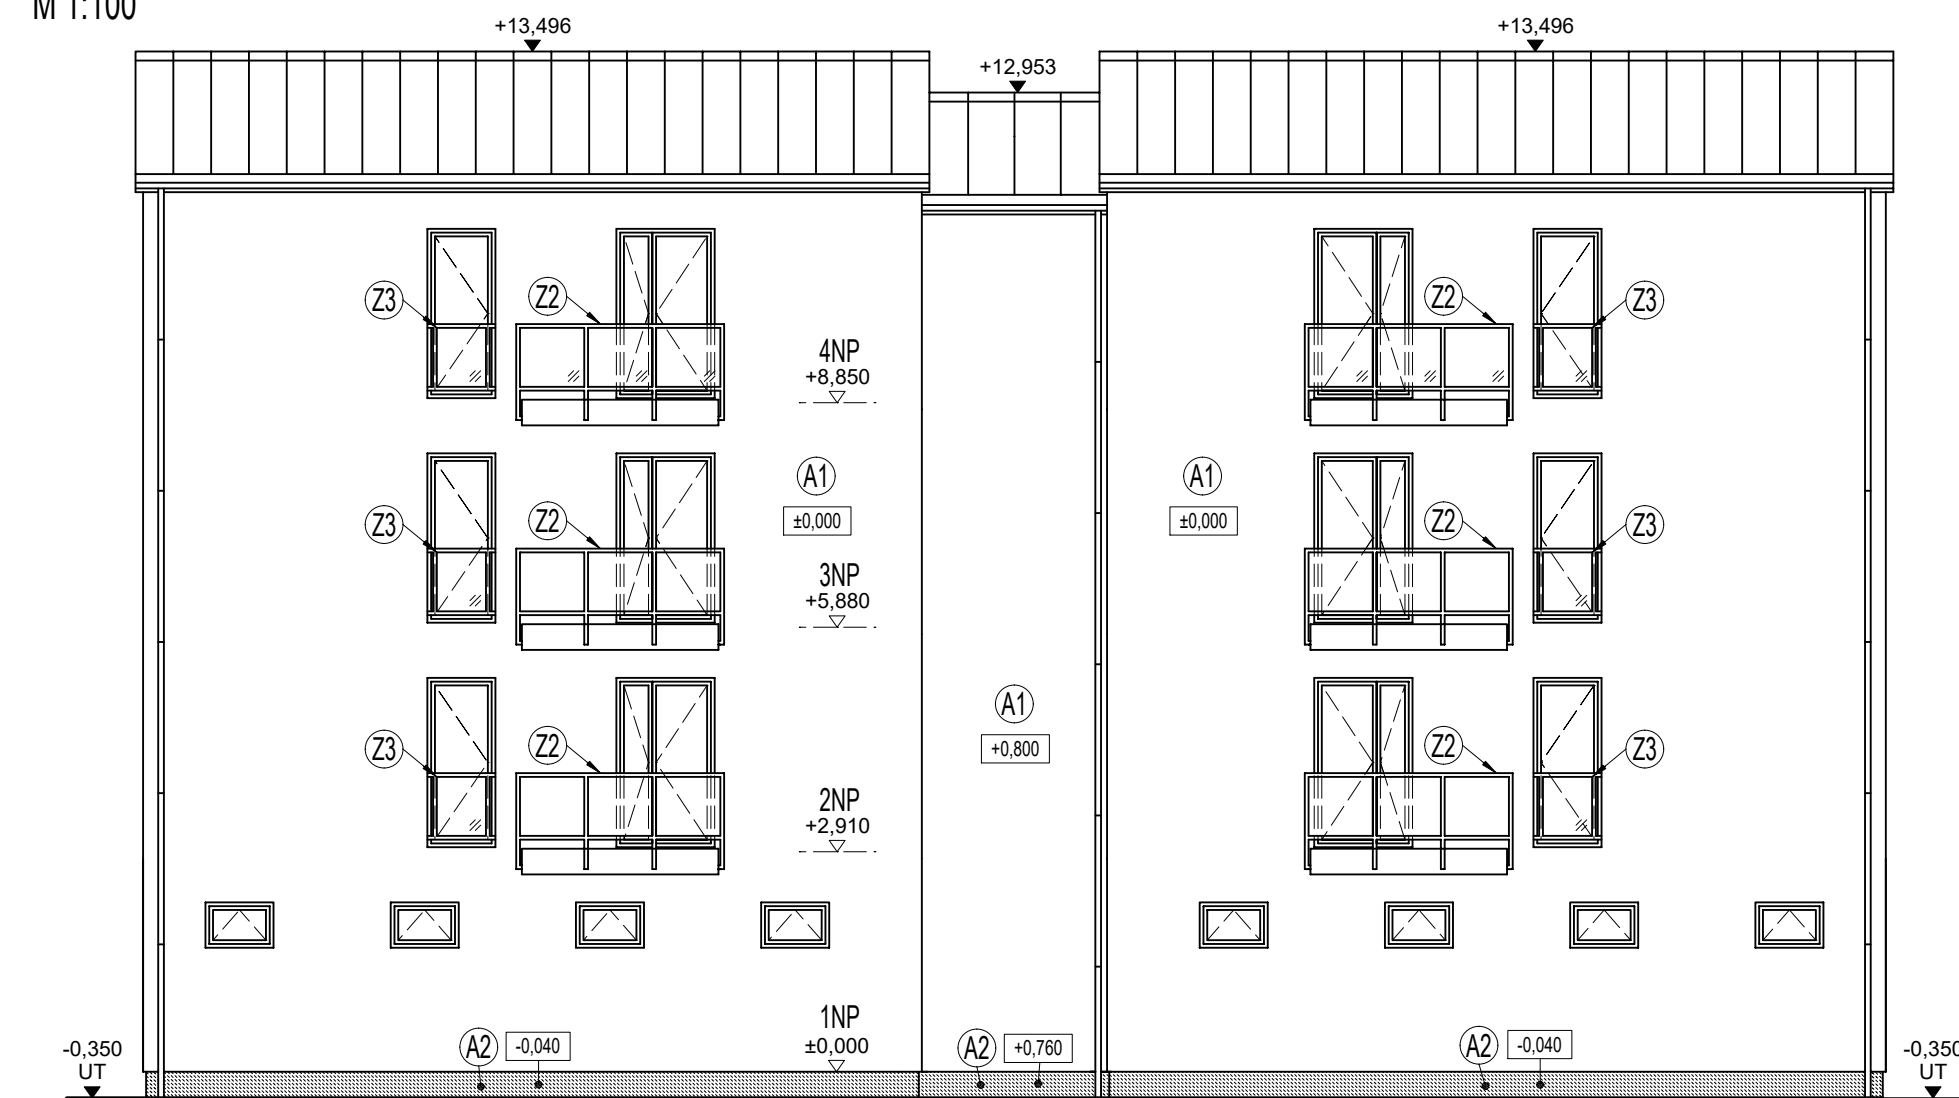 M 1:100
+13,496
+12,953
+13,496
Z3
Z2
Z2
Z3
4NP
+8,850
A1
±0,000
A1
±0,000
Z3
Z2
Z2
Z3
3NP
+5,880
A1
+0,800
Z3
Z2
Z2
Z3
2NP
+2,910
1NP
±0,000
-0,350
UT
A2
-0,040
A2
+0,760
A2
-0,040
-0,350
UT